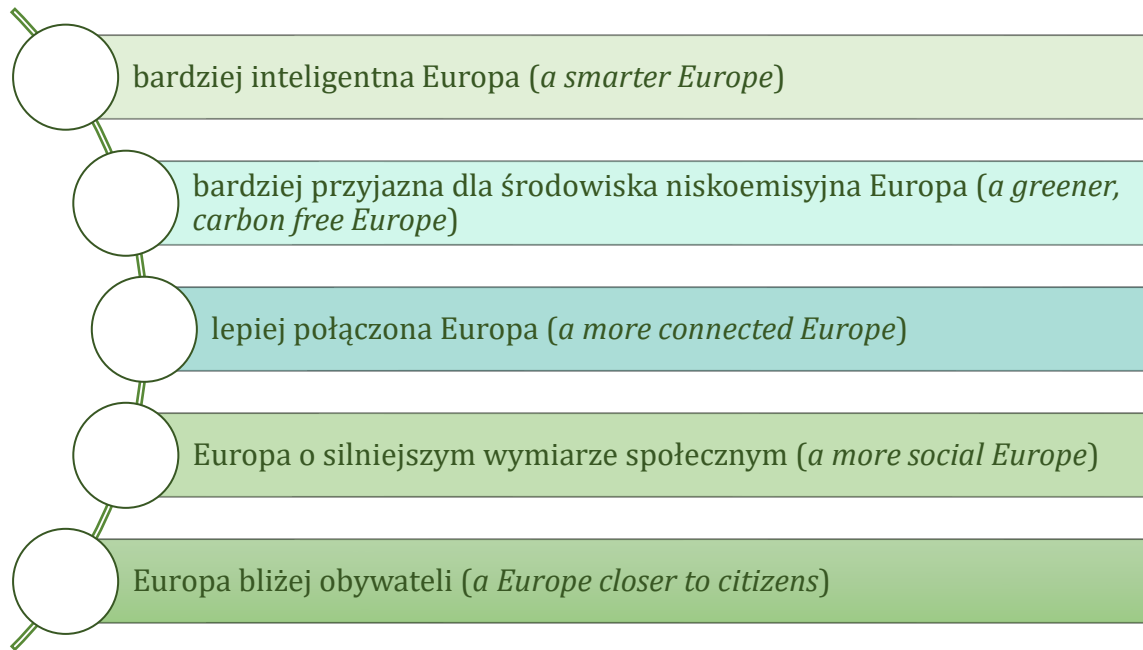 bardziej inteligentna Europa (a smarter Europe)
bardziej przyjazna dla środowiska niskoemisyjna Europa (a greener,
carbon free Europe)
lepiej połączona Europa (a more connected Europe)
Europa o silniejszym wymiarze społecznym (a more social Europe)
Europa bliżej obywateli (a Europe closer to citizens)